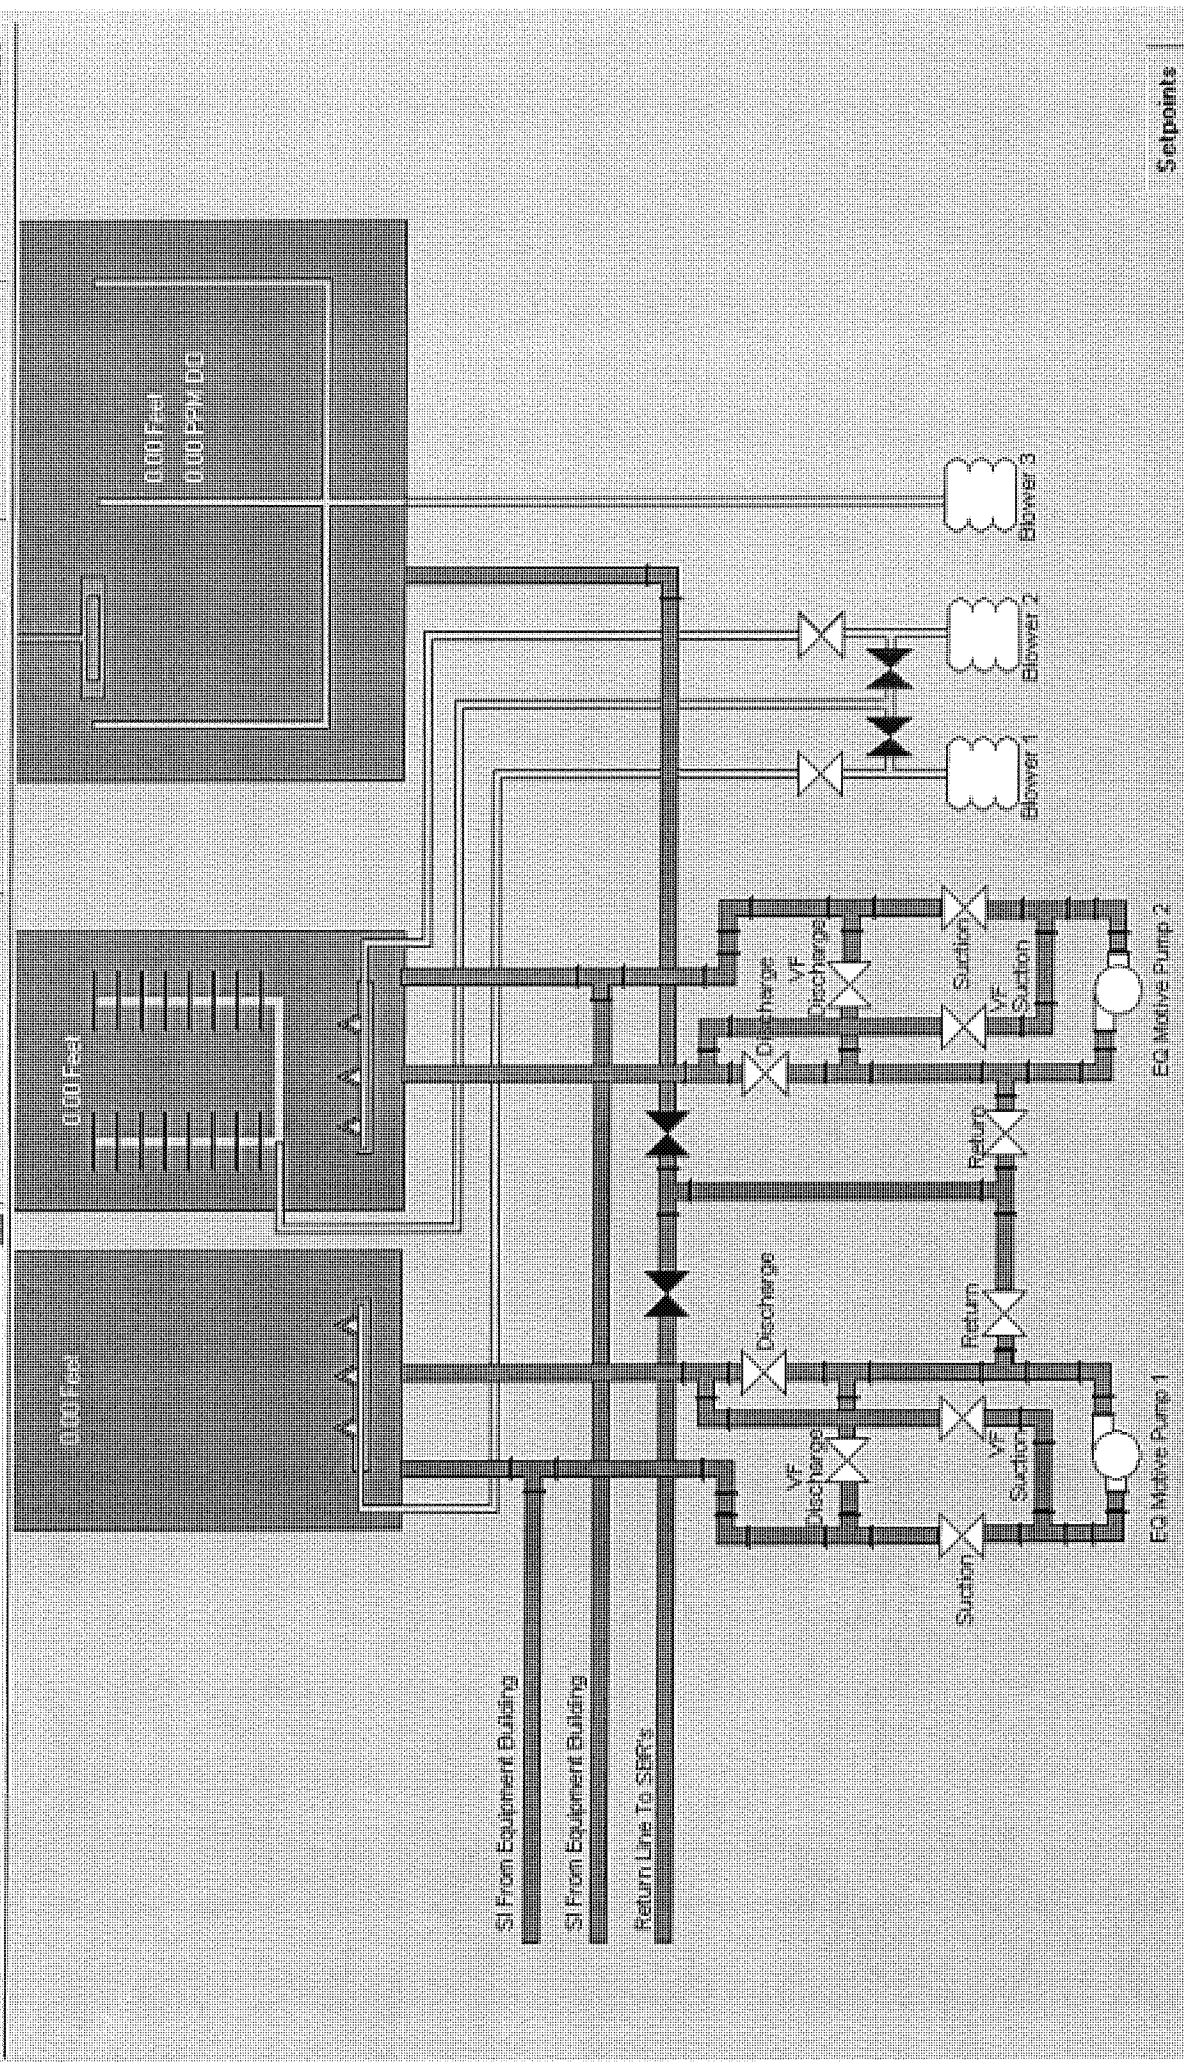 0.00 Feet
0.00 Feet
0.00 Feet
0.00 PPM DO
SI From Equipment Building
SI From Equipment Building
Return Line To SBR's
Discharge
Discharge
VF
Discharge
VF
Discharge
Suction
VF
Suction
Return
Return
VF
Suction
Suction
Blower 1
Blower 2
Blower 3
EQ Motive Pump 1
EQ Motive Pump 2
Setpoints